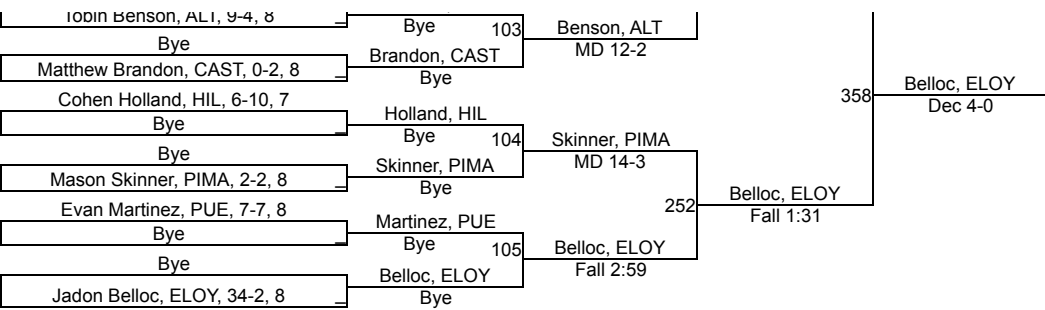 Tobin Benson, ALT, 9-4, 8
Bye
Matthew Brandon, CAST, 0-2, 8
Cohen Holland, HIL, 6-10, 7
Bye
Bye
Mason Skinner, PIMA, 2-2, 8
Evan Martinez, PUE, 7-7, 8
Bye
Bye
Jadon Belloc, ELOY, 34-2, 8
Bye
103
Brandon, CAST
Bye
Holland, HIL
Bye
104
Skinner, PIMA
Bye
Martinez, PUE
Bye
105
Belloc, ELOY
Bye
Benson, ALT
MD 12-2
Skinner, PIMA
MD 14-3
252
Belloc, ELOY
Fall 2:59
Belloc, ELOY
Fall 1:31
358
Belloc, ELOY
Dec 4-0